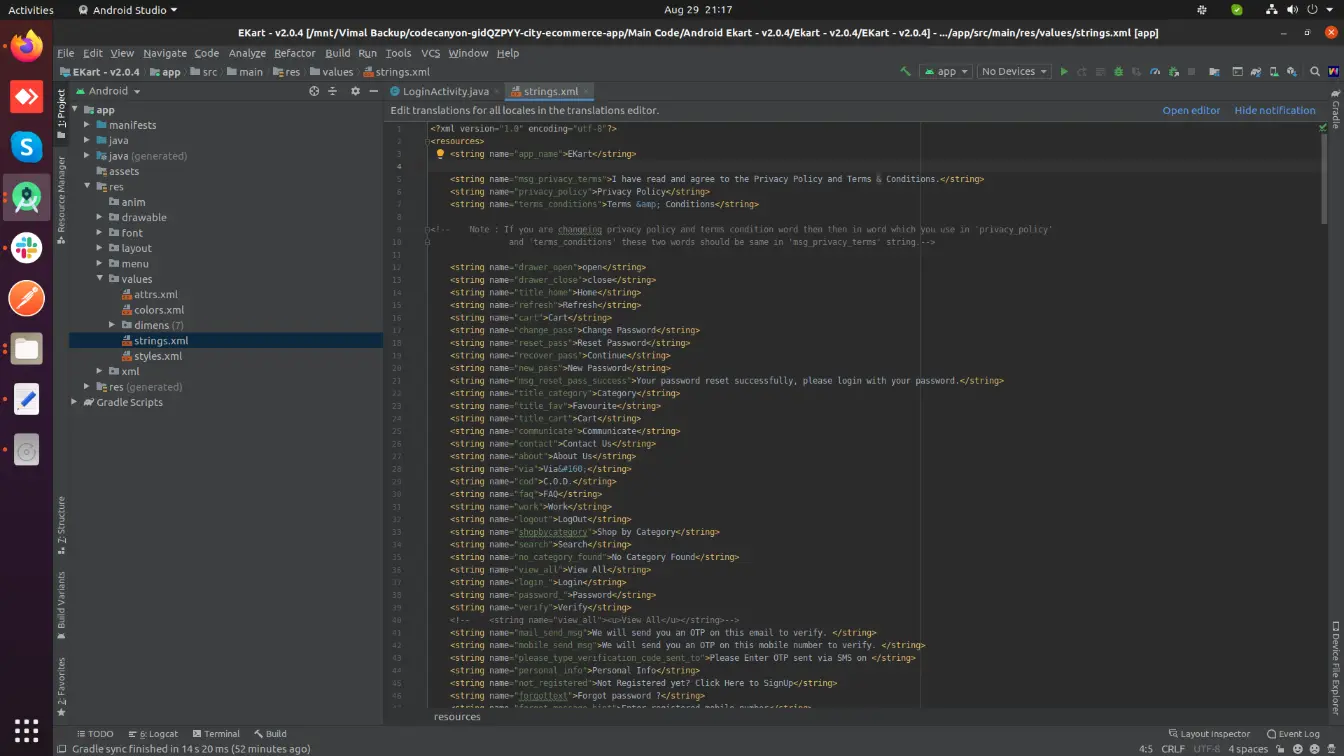 Activities
Android Studio
Aug 29 21:17
EKart - v2.0.4 [/mnt/Vimal Backup/codecanyon-gidQZPYY-city-ecommerce-app/Main Code/Android Ekart - v2.0.4/Ekart - v2.0.4/EKart - v2.0.4] - .../app/src/main/res/values/strings.xml [app]
File Edit View Navigate Code Analyze Refactor Build Run Tools VCS Window Help
EKart - v2.0.4 app src main res values strings.xml
app No Devices
Android
LoginActivity.java strings.xml
Edit translations for all locales in the translations editor.
Open editor Hide notification
1: Project
Resource Manager
Z: Structure
Build Variants
2: Favorites
app
manifests
java
java (generated)
assets
res
anim
drawable
font
layout
menu
values
attrs.xml
colors.xml
dimens (7)
strings.xml
styles.xml
xml
res (generated)
Gradle Scripts
1 <?xml version="1.0" encoding="utf-8"?>
2 <resources>
3 <string name="app_name">EKart</string>
4
5 <string name="msg_privacy_terms">I have read and agree to the Privacy Policy and Terms & Conditions.</string>
6 <string name="privacy_policy">Privacy Policy</string>
7 <string name="terms_conditions">Terms &amp; Conditions</string>
8
9 <!-- Note : If you are changeing privacy policy and terms condition word then then in word which you use in 'privacy_policy'
10 and 'terms_conditions' these two words should be same in 'msg_privacy_terms' string.-->
11
12 <string name="drawer_open">open</string>
13 <string name="drawer_close">close</string>
14 <string name="title_home">Home</string>
15 <string name="refresh">Refresh</string>
16 <string name="cart">Cart</string>
17 <string name="change_pass">Change Password</string>
18 <string name="reset_pass">Reset Password</string>
19 <string name="recover_pass">Continue</string>
20 <string name="new_pass">New Password</string>
21 <string name="msg_reset_pass_success">Your password reset successfully, please login with your password.</string>
22 <string name="title_category">Category</string>
23 <string name="title_fav">Favourite</string>
24 <string name="title_cart">Cart</string>
25 <string name="communicate">Communicate</string>
26 <string name="contact">Contact Us</string>
27 <string name="about">About Us</string>
28 <string name="via">Via&#160;</string>
29 <string name="cod">C.O.D.</string>
30 <string name="faq">FAQ</string>
31 <string name="work">Work</string>
32 <string name="logout">LogOut</string>
33 <string name="shopbycategory">Shop by Category</string>
34 <string name="search">Search</string>
35 <string name="no_category_found">No Category Found</string>
36 <string name="view_all">View All</string>
37 <string name="login_">Login</string>
38 <string name="password_">Password</string>
39 <string name="verify">Verify</string>
40 <!-- <string name="view_all"><u>View All</u></string>-->
41 <string name="mail_send_msg">We will send you an OTP on this email to verify. </string>
42 <string name="mobile_send_msg">We will send you an OTP on this mobile number to verify. </string>
43 <string name="please_type_verification_code_sent_to">Please Enter OTP sent via SMS on </string>
44 <string name="personal_info">Personal Info</string>
45 <string name="not_registered">Not Registered yet? Click Here to SignUp</string>
46 <string name="forgottext">Forgot password ?</string>
resources
Gradle
Device File Explorer
TODO 6: Logcat Terminal Build
Layout Inspector Event Log
Gradle sync finished in 14 s 20 ms (52 minutes ago)
4:5 CRLF UTF-8 4 spaces